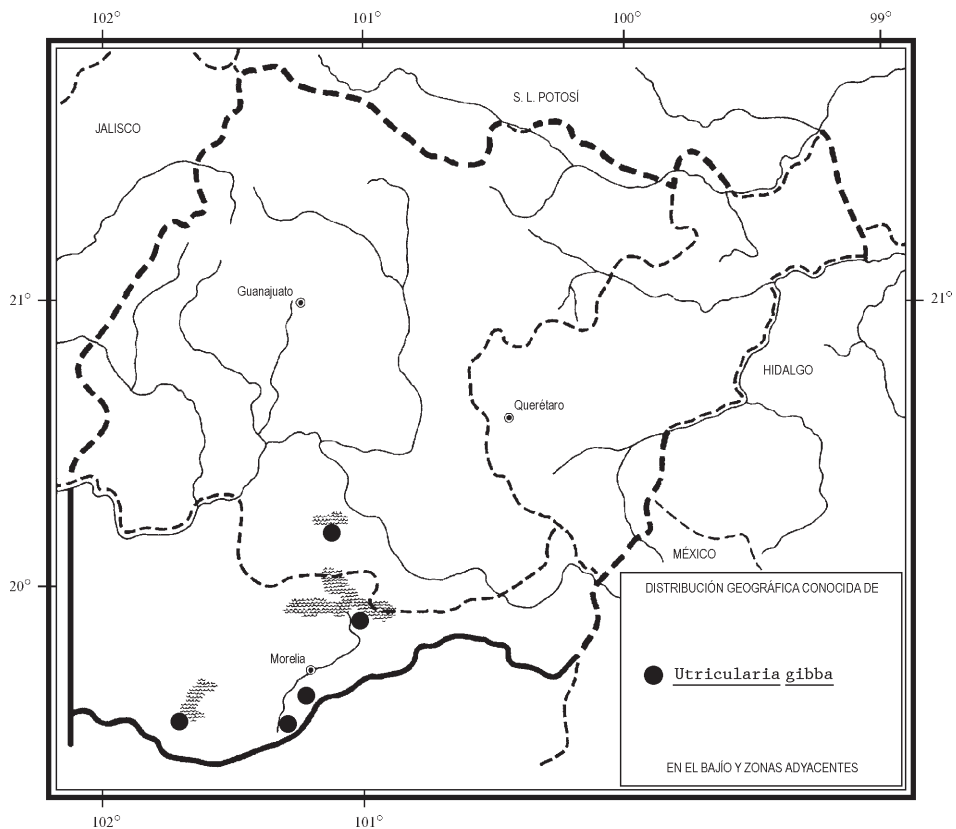 102° 101° 100° 99°
S. L. POTOSÍ
JALISCO
Guanajuato
21° 21°
HIDALGO
Querétaro
MÉXICO
20°
DISTRIBUCIÓN GEOGRÁFICA CONOCIDA DE
Morelia
Utricularia gibba
EN EL BAJÍO Y ZONAS ADYACENTES
102° 101°